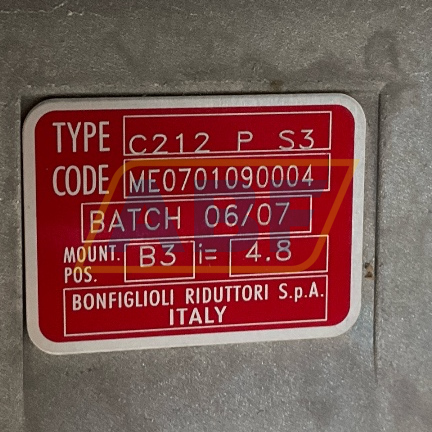 TYPE C212 P S3
CODE ME0701090004
BATCH 06/07
MOUNT. POS. B3 i= 4.8
BONFIGLIOLI RIDUTTORI S.p.A.
ITALY